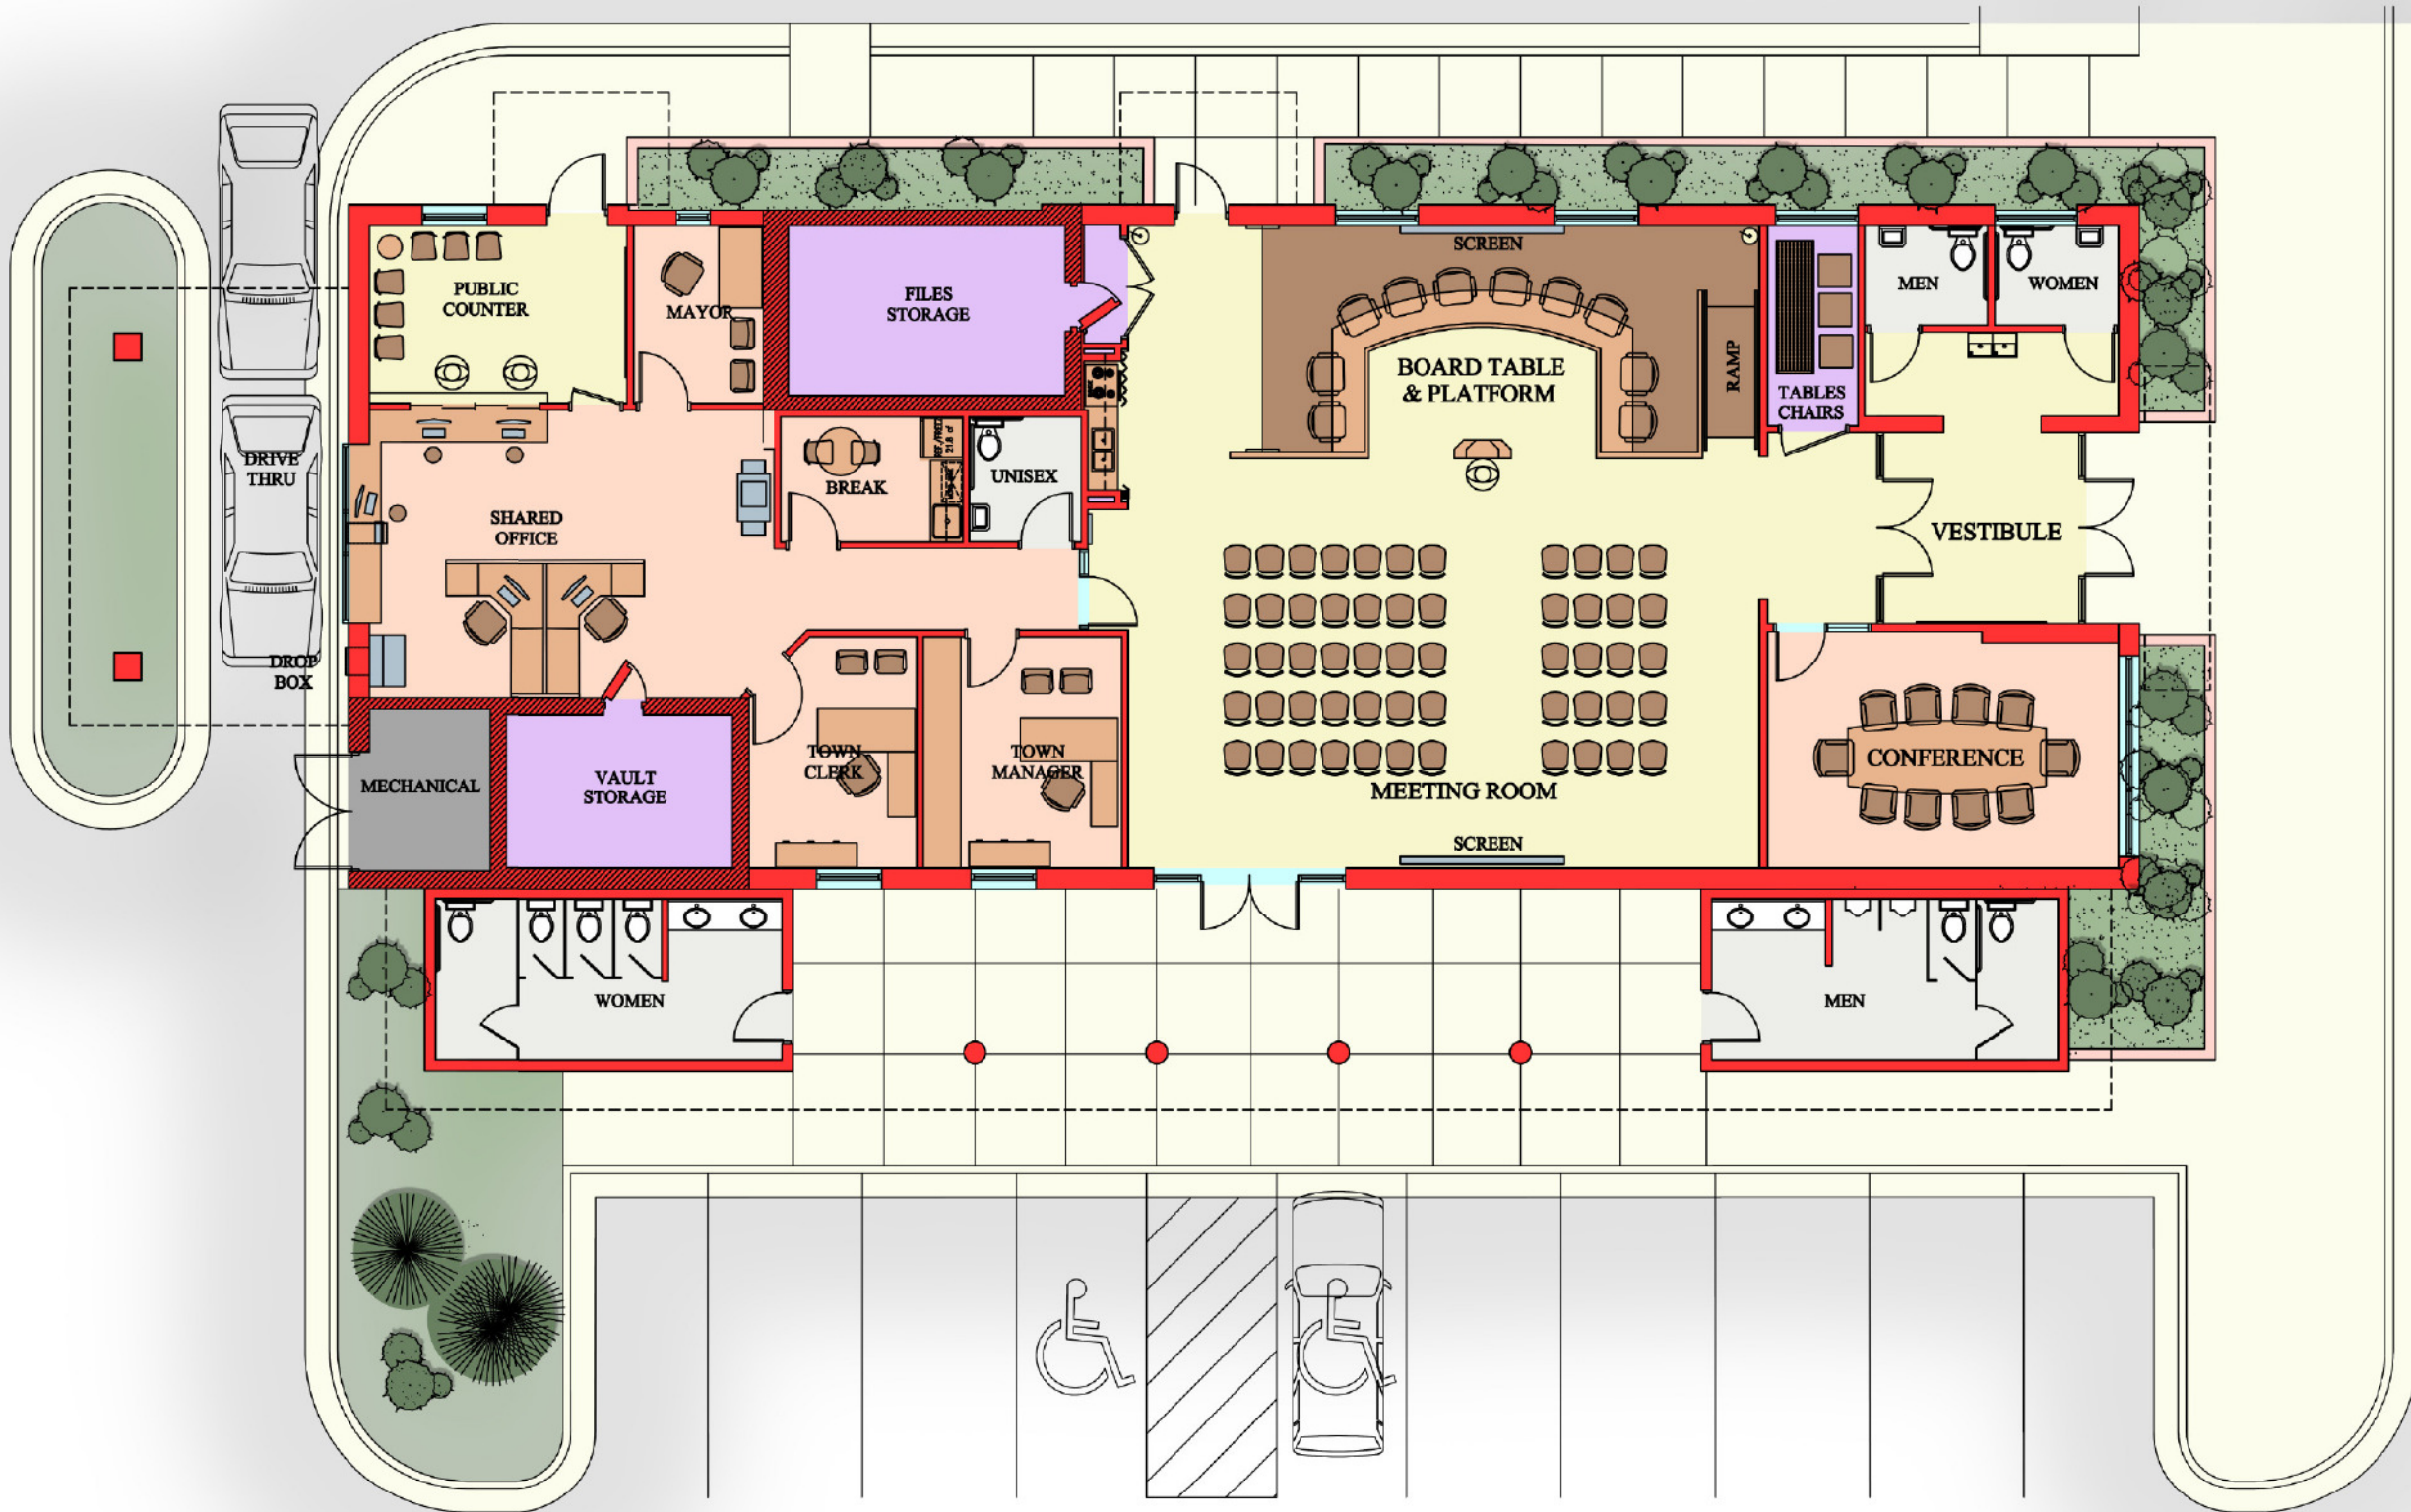 SCREEN
PUBLIC
COUNTER
MAYOR
FILES
STORAGE
BOARD TABLE
& PLATFORM
RAMP
TABLES
CHAIRS
MEN
WOMEN
DRIVE
THRU
SHARED
OFFICE
BREAK
UNISEX
VESTIBULE
DROP
BOX
MECHANICAL
VAULT
STORAGE
TOWN
CLERK
TOWN
MANAGER
MEETING ROOM
CONFERENCE
SCREEN
WOMEN
MEN